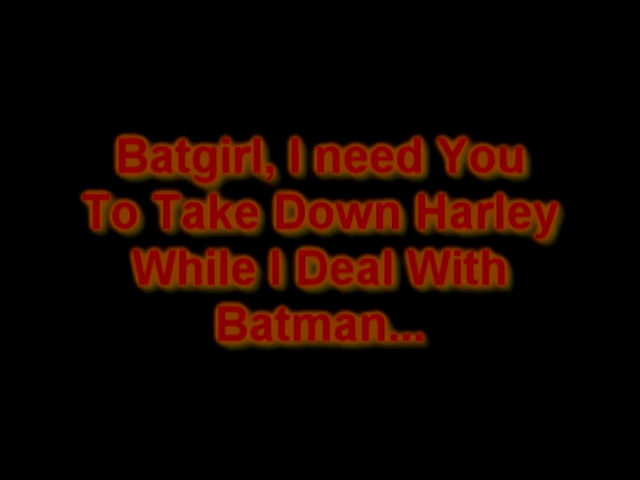 Batgirl, I need You
To Take Down Harley
While I Deal With
Batman...